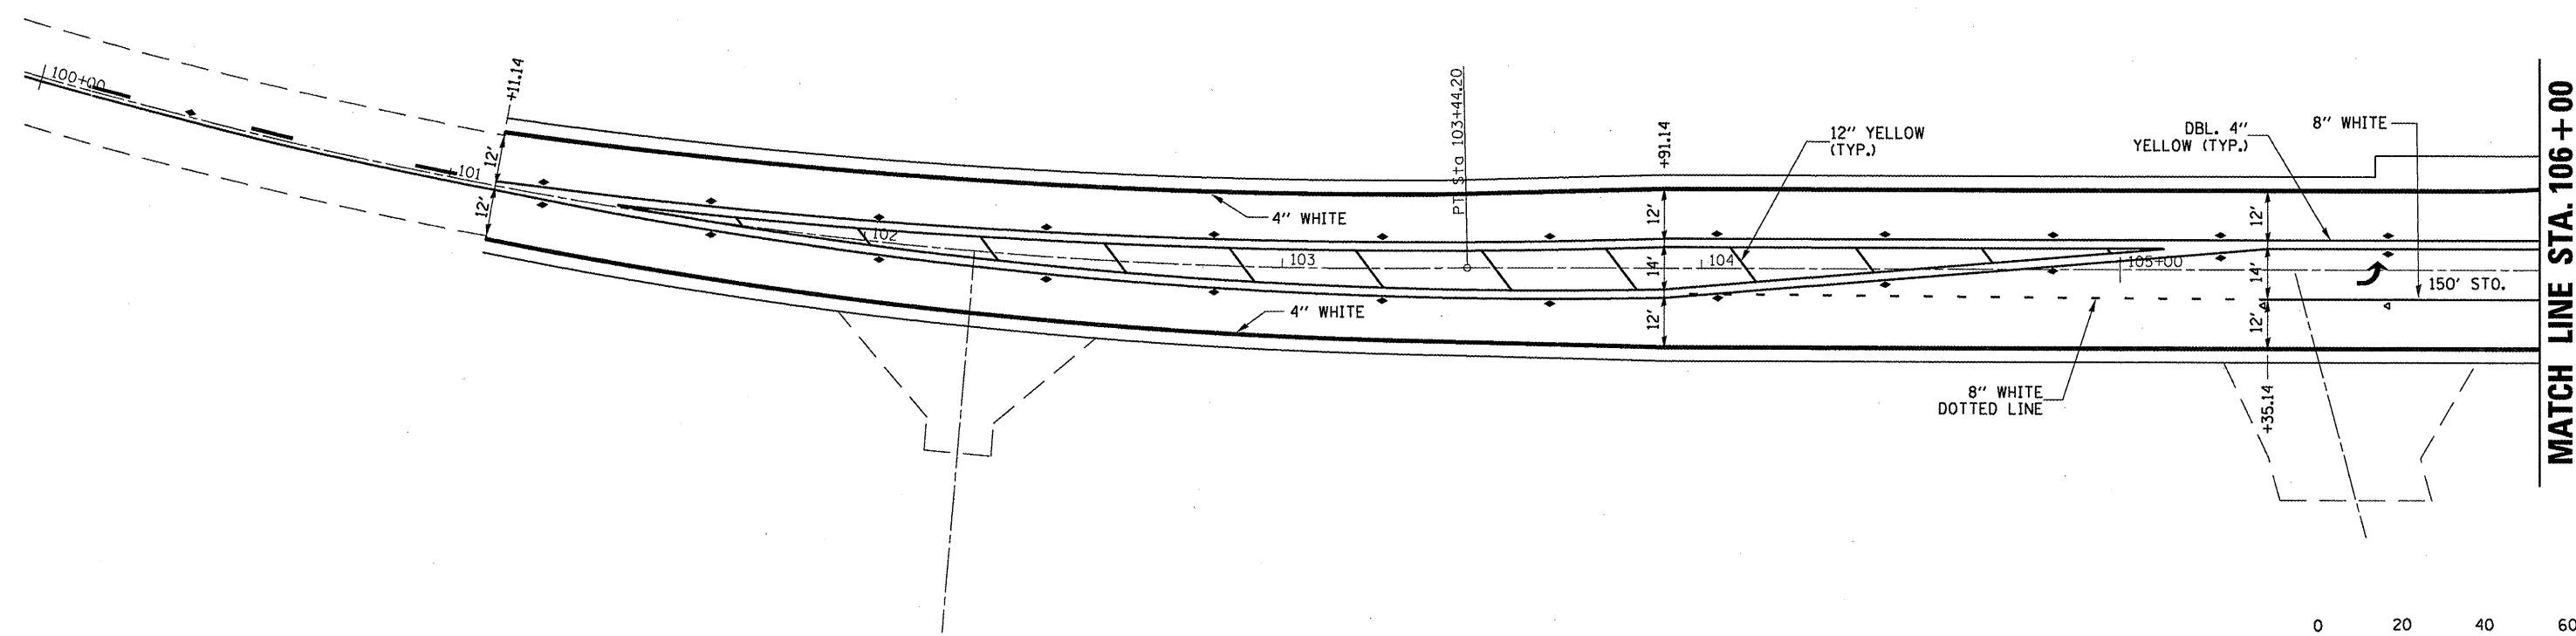 100+00
101
+11.14
12'
12'
102
4" WHITE
4" WHITE
103
PT Sta 103+44.20
+91.14
12'
14'
12'
12" YELLOW
(TYP.)
104
105+00
DBL. 4"
YELLOW (TYP.)
8" WHITE
12'
14'
12'
+35.14
150' STO.
8" WHITE
DOTTED LINE
MATCH LINE STA. 106+00
0 20 40 60